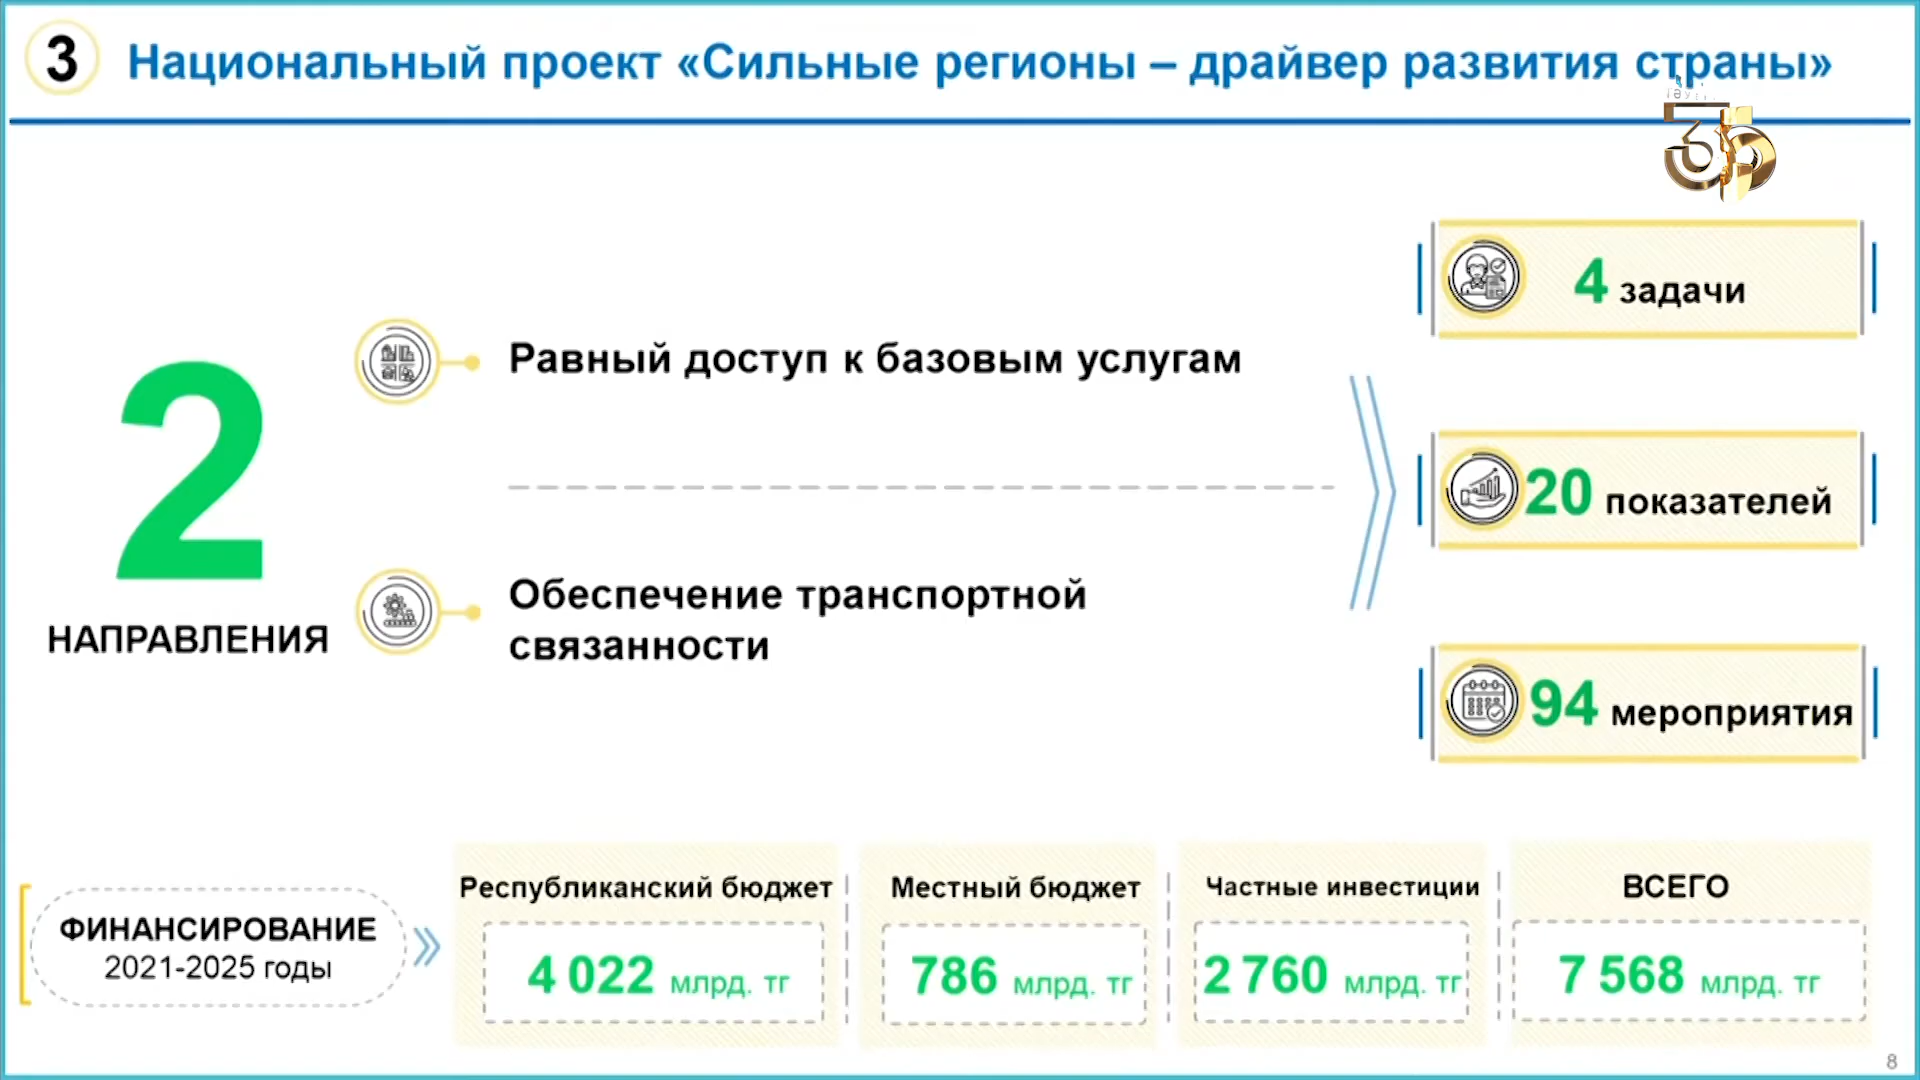 3
Национальный проект «Сильные регионы – драйвер развития страны»
30
4 задачи
Равный доступ к базовым услугам
2
НАПРАВЛЕНИЯ
20 показателей
Обеспечение транспортной
связанности
94 мероприятия
ФИНАНСИРОВАНИЕ
2021-2025 годы
Республиканский бюджет
4 022 млрд. тг
Местный бюджет
786 млрд. тг
Частные инвестиции
2 760 млрд. тг
ВСЕГО
7 568 млрд. тг
8